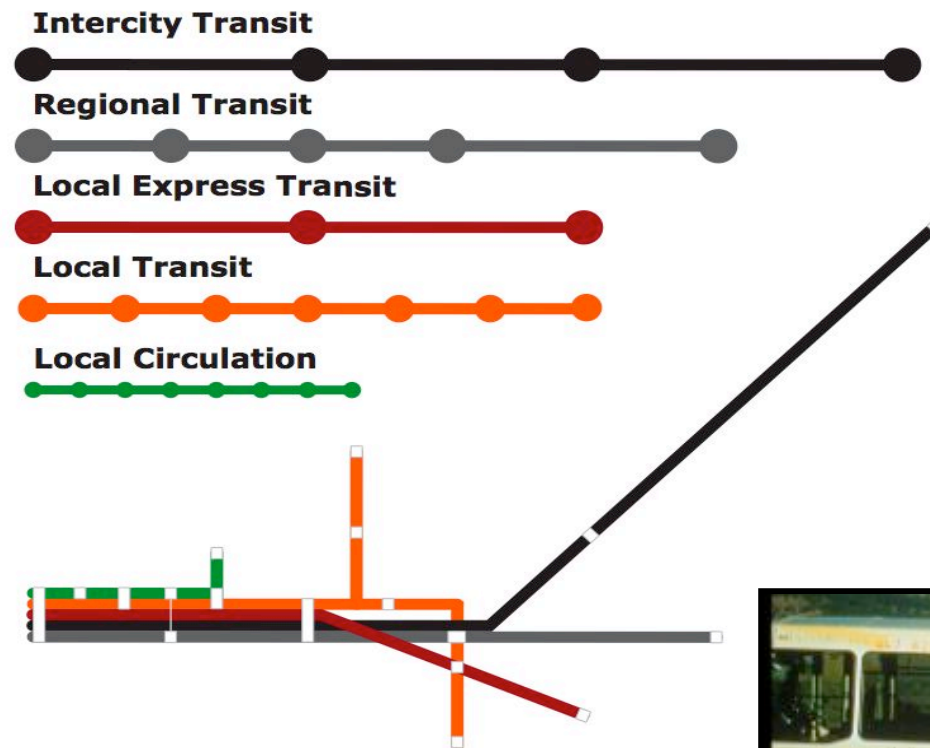 Intercity Transit
Regional Transit
Local Express Transit
Local Transit
Local Circulation